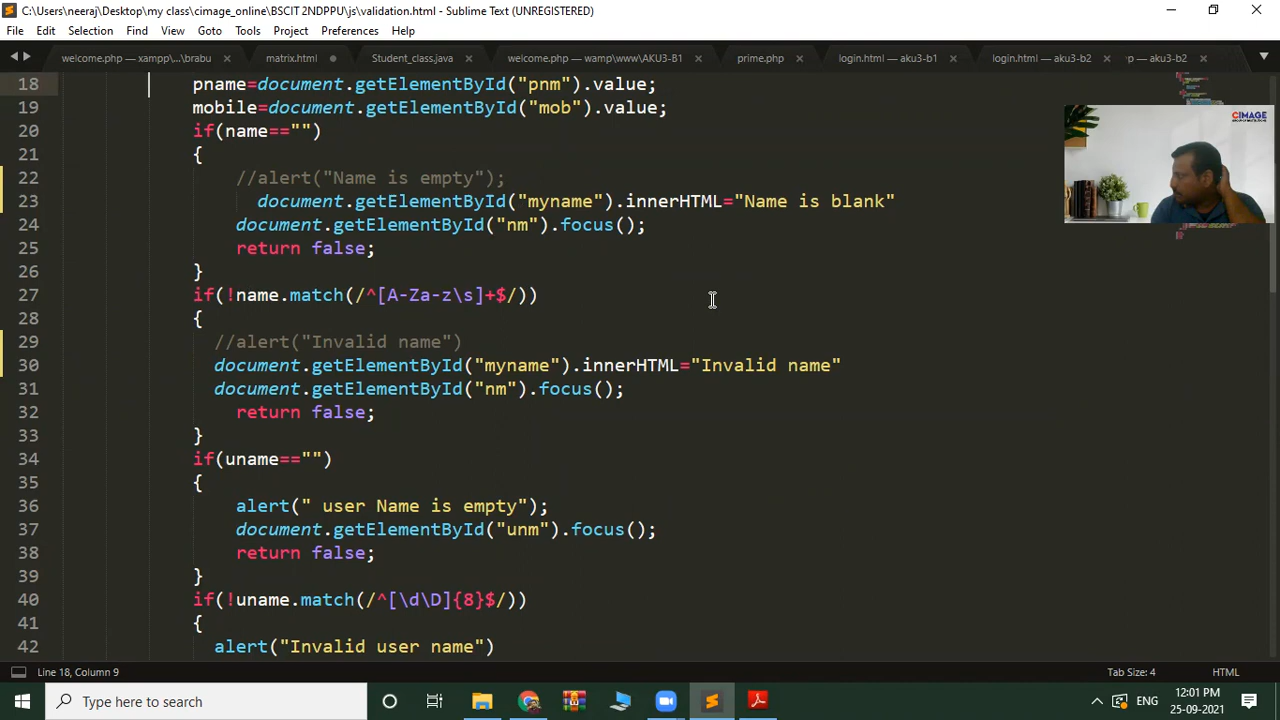 C:\Users\neeraj\Desktop\my class\cimage_online\BSCIT 2NDPPU\js\validation.html - Sublime Text (UNREGISTERED)
File Edit Selection Find View Goto Tools Project Preferences Help
welcome.php — xampp\...\brabu matrix.html Student_class.java welcome.php — wamp\www\AKU3-B1 prime.php login.html — aku3-b1 login.html — aku3-b2 p — aku3-b2
18 pname=document.getElementById("pnm").value;
19 mobile=document.getElementById("mob").value;
20 if(name=="")
21 {
22 //alert("Name is empty");
23 document.getElementById("myname").innerHTML="Name is blank"
24 document.getElementById("nm").focus();
25 return false;
26 }
27 if(!name.match(/^[A-Za-z\s]+$/))
28 {
29 //alert("Invalid name")
30 document.getElementById("myname").innerHTML="Invalid name"
31 document.getElementById("nm").focus();
32 return false;
33 }
34 if(uname=="")
35 {
36 alert(" user Name is empty");
37 document.getElementById("unm").focus();
38 return false;
39 }
40 if(!uname.match(/^[\d\D]{8}$/))
41 {
42 alert("Invalid user name")
CIMAGE
Line 18, Column 9 Tab Size: 4 HTML
Type here to search
ENG
12:01 PM
25-09-2021